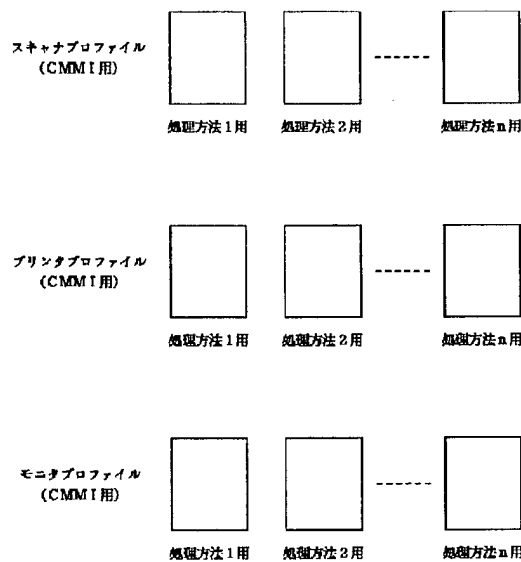 スキャナプロファイル
(CMMI用)
処理方法1用 処理方法2用 処理方法n用
プリンタプロファイル
(CMMI用)
処理方法1用 処理方法2用 処理方法n用
モニタプロファイル
(CMMI用)
処理方法1用 処理方法2用 処理方法n用